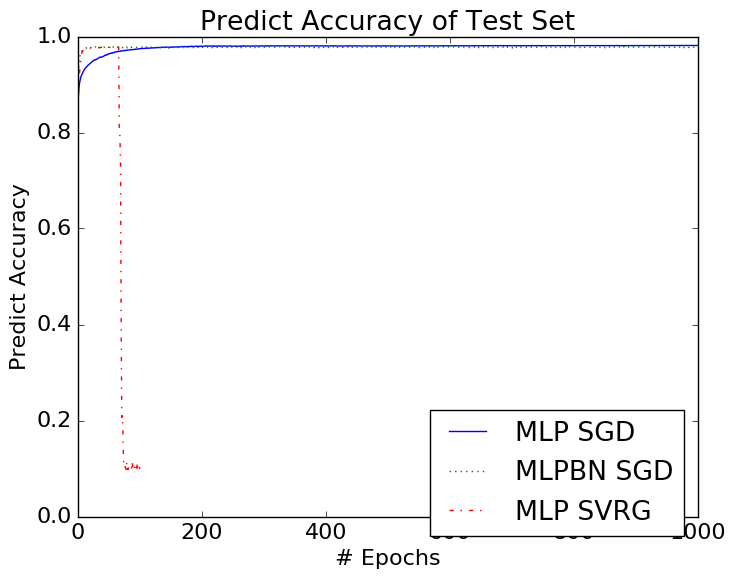 Predict Accuracy of Test Set
1.0
0.8
0.6
0.4
0.2
0.0
Predict Accuracy
MLP SGD
MLPBN SGD
MLP SVRG
0 200 400 1000
# Epochs